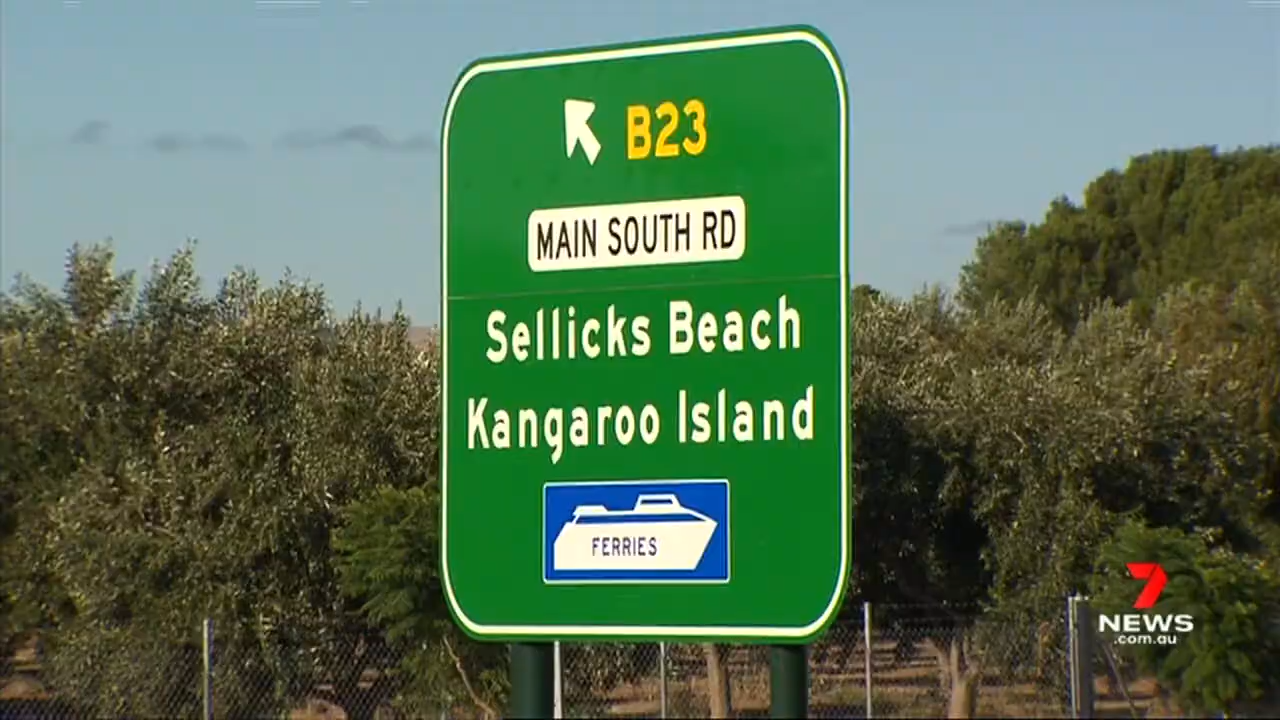 B23
MAIN SOUTH RD
Sellicks Beach
Kangaroo Island
FERRIES
7
NEWS
.com.au